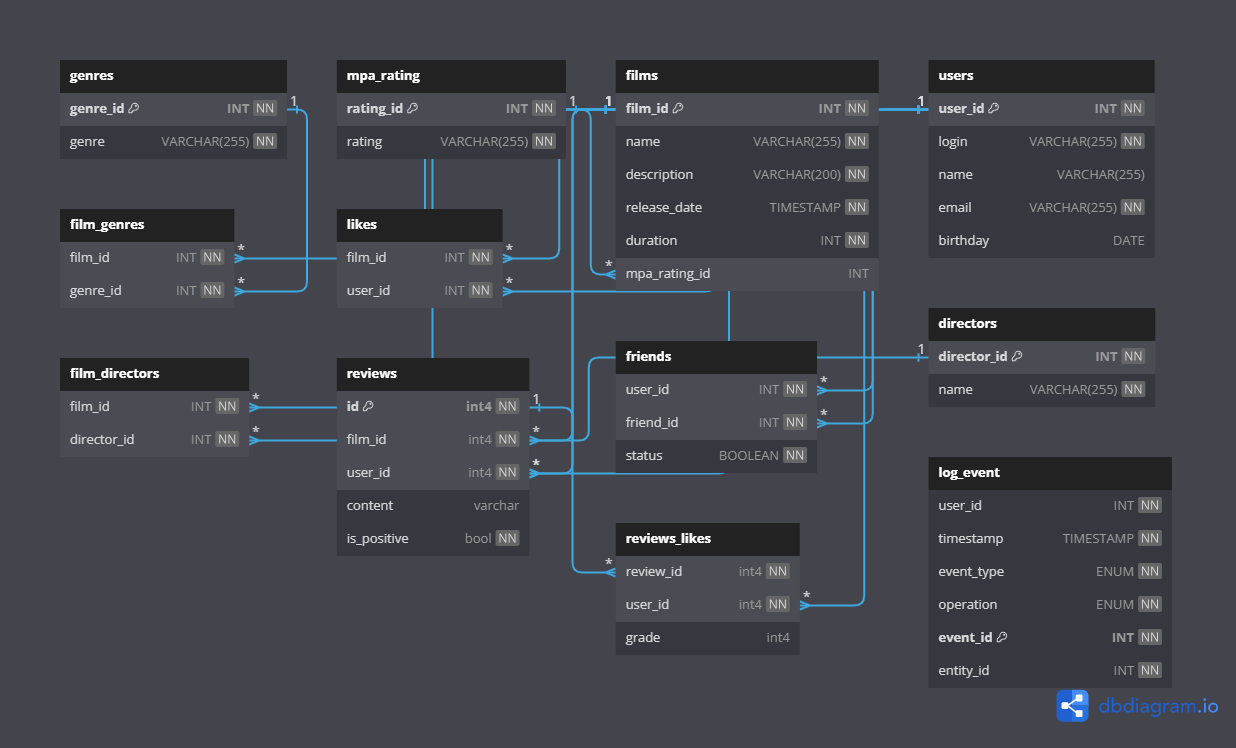 genres
genre_id INT NN
genre VARCHAR(255) NN
mpa_rating
rating_id INT NN
rating VARCHAR(255) NN
films
film_id INT NN
name VARCHAR(255) NN
description VARCHAR(200) NN
release_date TIMESTAMP NN
duration INT NN
mpa_rating_id INT
users
user_id INT NN
login VARCHAR(255) NN
name VARCHAR(255)
email VARCHAR(255) NN
birthday DATE
film_genres
film_id INT NN
genre_id INT NN
likes
film_id INT NN
user_id INT NN
directors
director_id INT NN
name VARCHAR(255) NN
film_directors
film_id INT NN
director_id INT NN
reviews
id int4 NN
film_id int4 NN
user_id int4 NN
content varchar
is_positive bool NN
friends
user_id INT NN
friend_id INT NN
status BOOLEAN NN
reviews_likes
review_id int4 NN
user_id int4 NN
grade int4
log_event
user_id INT NN
timestamp TIMESTAMP NN
event_type ENUM NN
operation ENUM NN
event_id INT NN
entity_id INT NN
1
1
1
1
1
1
*
*
*
*
*
*
*
*
*
*
*
*
*
dbdiagram.io